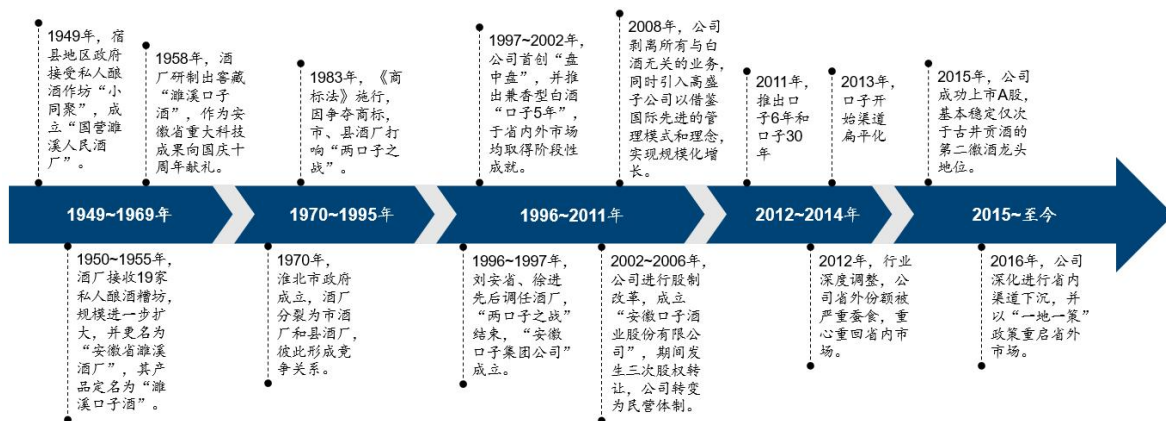 1949年，宿
县地区政府
接受私人酿
酒作坊“小
同聚”，成
立“国营濉
溪人民酒
厂”。
1958年，酒
厂研制出窖藏
“濉溪口子
酒”，作为安
徽省重大科技
成果向国庆十
周年献礼。
1983年，《商
标法》施行，
因争夺商标，
市、县酒厂打
响“两口子之
战”。
1997~2002年，
公司首创“盘
中盘”，并推
出兼香型白酒
“口子5年”，
于省内外市场
均取得阶段性
成就。
2008年，公司
剥离所有与白
酒无关的业务，
同时引入高盛
子公司以借鉴
国际先进的管
理模式和理念，
实现规模化增
长。
2011年，
推出口
子6年和
口子30
年
2013年，
口子开
始渠道
扁平化
2015年，公司
成功上市A股，
基本稳定仅次
于古井贡酒的
第二徽酒龙头
地位。
1949~1969年
1970~1995年
1996~2011年
2012~2014年
2015~至今
1950~1955年，
酒厂接收19家
私人酿酒糟坊，
规模进一步扩
大，并更名为
“安徽省濉溪
酒厂”，其产
品定名为“濉
溪口子酒”。
1970年，
淮北市政府
成立，酒厂
分裂为市酒
厂和县酒厂，
彼此形成竞
争关系。
1996~1997年，
刘安省、徐进
先后调任酒厂，
“两口子之战”
结束，“安徽
口子集团公司”
成立。
2002~2006年，
公司进行股制
改革，成立
“安徽口子酒
业股份有限公
司”，期间发
生三次股权转
让，公司转变
为民营体制。
2012年，行业
深度调整，公
司省外份额被
严重蚕食，重
心重回省内市
场。
2016年，公司
深化进行省内
渠道下沉，并
以“一地一策”
政策重启省外
市场。